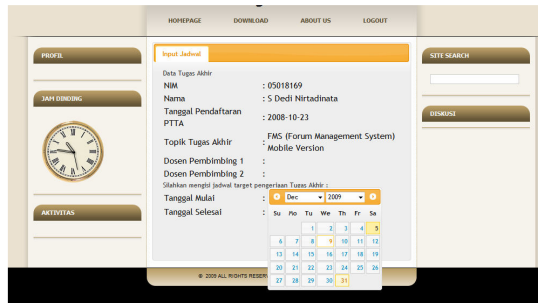 HOMEPAGE DOWNLOAD ABOUT US LOGOUT
PROFIL
JAM DINDING
AKTIVITAS
Input Jadwal
Data Tugas Akhir
NIM : 05018169
Nama : S Dedi Nirtadinata
Tanggal Pendaftaran PTTA : 2008-10-23
Topik Tugas Akhir : FMS (Forum Management System) Mobile Version
Dosen Pembimbing 1 :
Dosen Pembimbing 2 :
Silahkan mengisi jadwal target pengerjaan Tugas Akhir :
Tanggal Mulai :
Tanggal Selesai :
Dec 2009
Su Mo Tu We Th Fr Sa
1 2 3 4 5
6 7 8 9 10 11 12
13 14 15 16 17 18 19
20 21 22 23 24 25 26
27 28 29 30 31
SITE SEARCH
DISKUSI
© 2008 ALL RIGHTS RESER